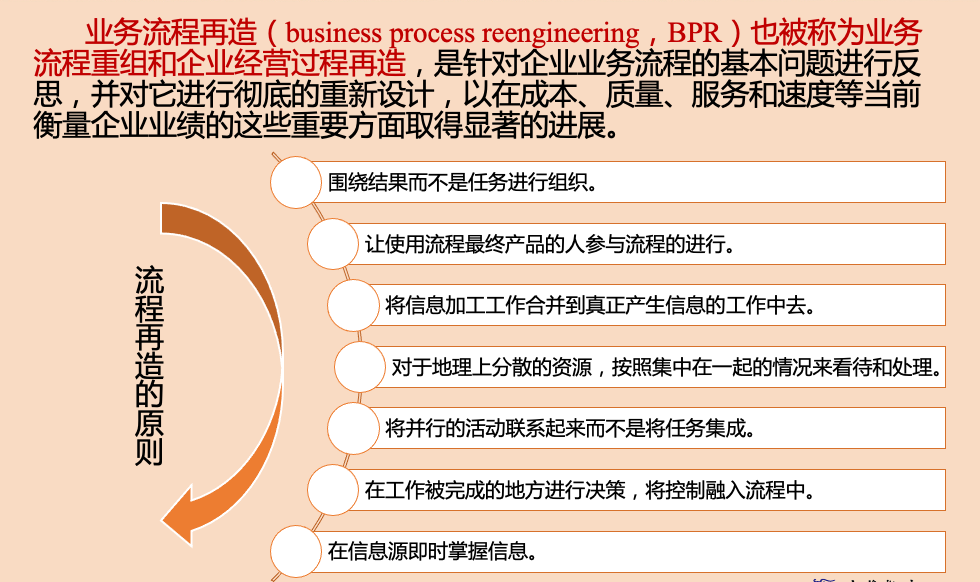 业务流程再造（business process reengineering，BPR）也被称为业务
流程重组和企业经营过程再造，是针对企业业务流程的基本问题进行反
思，并对它进行彻底的重新设计，以在成本、质量、服务和速度等当前
衡量企业业绩的这些重要方面取得显著的进展。
流程再造的原则
围绕结果而不是任务进行组织。
让使用流程最终产品的人参与流程的进行。
将信息加工工作合并到真正产生信息的工作中去。
对于地理上分散的资源，按照集中在一起的情况来看待和处理。
将并行的活动联系起来而不是将任务集成。
在工作被完成的地方进行决策，将控制融入流程中。
在信息源即时掌握信息。